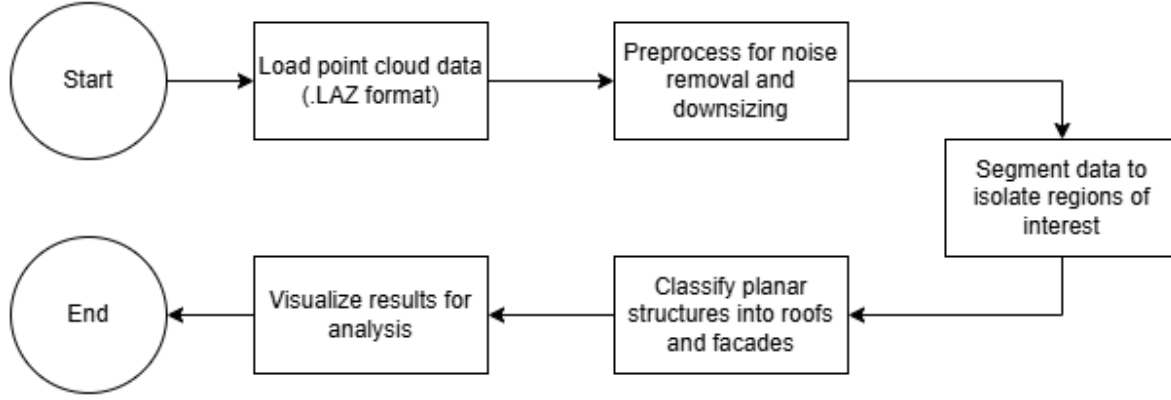 Start
Load point cloud data
(.LAZ format)
Preprocess for noise
removal and
downsizing
Segment data to
isolate regions of
interest
Classify planar
structures into roofs
and facades
Visualize results for
analysis
End